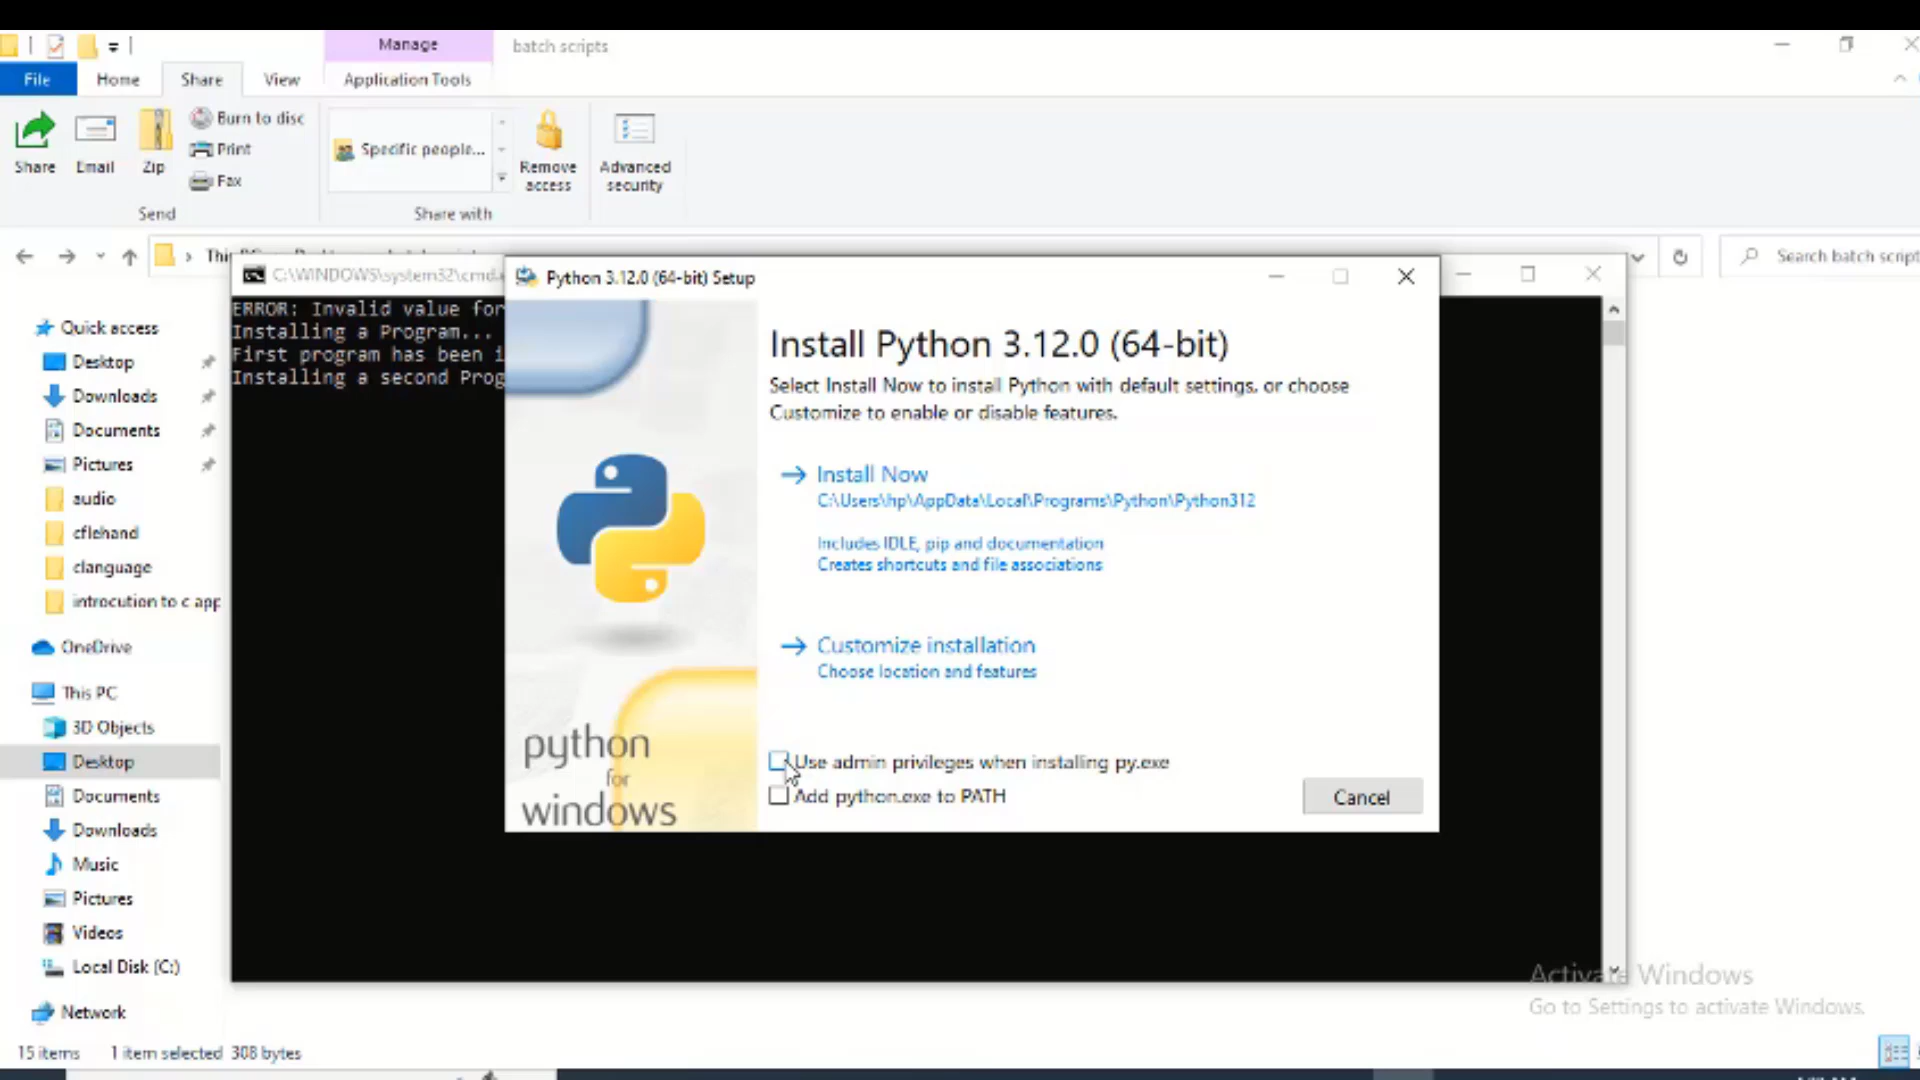 Manage
batch scripts
File
Home
Share
View
Application Tools
Share
Email
Zip
Burn to disc
Print
Fax
Specific people...
Remove access
Advanced security
Send
Share with
Search batch script
C:\WINDOWS\system32\cmd.
Python 3.12.0 (64-bit) Setup
ERROR: Invalid value for
Installing a Program...
First program has been i
Installing a second Prog
Install Python 3.12.0 (64-bit)
Select Install Now to install Python with default settings, or choose
Customize to enable or disable features.
Install Now
C:\Users\hp\AppData\Local\Programs\Python\Python312
Includes IDLE, pip and documentation
Creates shortcuts and file associations
Customize installation
Choose location and features
python
for
windows
Use admin privileges when installing py.exe
Add python.exe to PATH
Cancel
Quick access
Desktop
Downloads
Documents
Pictures
audio
cflehand
clanguage
introcution to c app
OneDrive
This PC
3D Objects
Desktop
Documents
Downloads
Music
Pictures
Videos
Local Disk (C:)
Network
Activate Windows
Go to Settings to activate Windows.
15 items
1 item selected
308 bytes